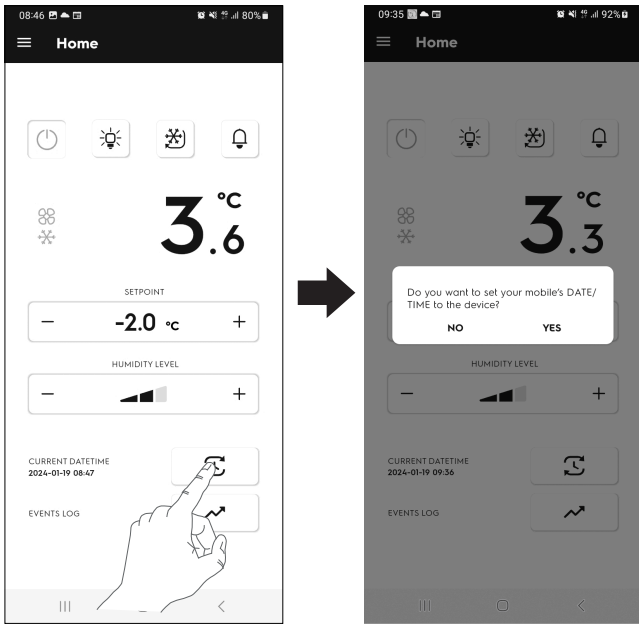 08:46 4G 80%
Home
3.6 °C
SETPOINT
− -2.0 °C +
HUMIDITY LEVEL
− +
CURRENT DATETIME
2024-01-19 08:47
EVENTS LOG
09:35 4G 92%
Home
3.3 °C
Do you want to set your mobile's DATE/
TIME to the device?
NO YES
HUMIDITY LEVEL
− +
CURRENT DATETIME
2024-01-19 09:36
EVENTS LOG